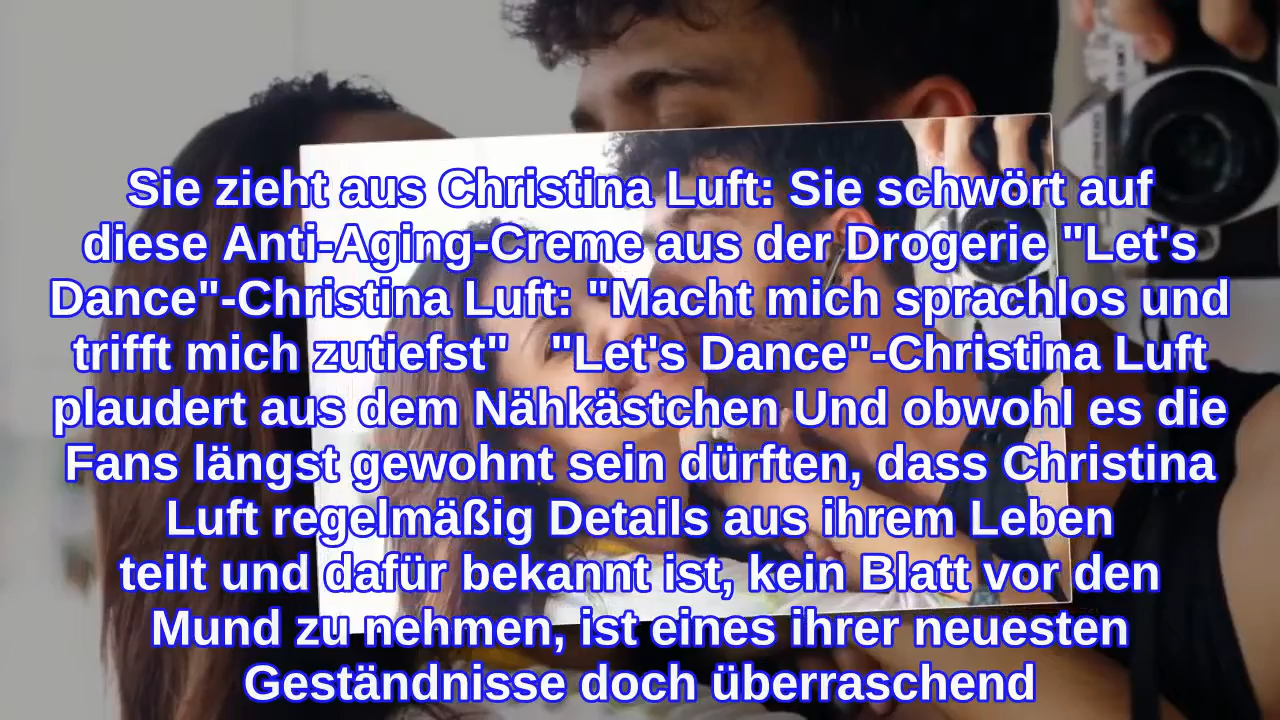 Sie zieht aus Christina Luft: Sie schwört auf
diese Anti-Aging-Creme aus der Drogerie "Let's
Dance"-Christina Luft: "Macht mich sprachlos und
trifft mich zutiefst"   "Let's Dance"-Christina Luft
plaudert aus dem Nähkästchen Und obwohl es die
Fans längst gewohnt sein dürften, dass Christina
Luft regelmäßig Details aus ihrem Leben
teilt und dafür bekannt ist, kein Blatt vor den
Mund zu nehmen, ist eines ihrer neuesten
Geständnisse doch überraschend